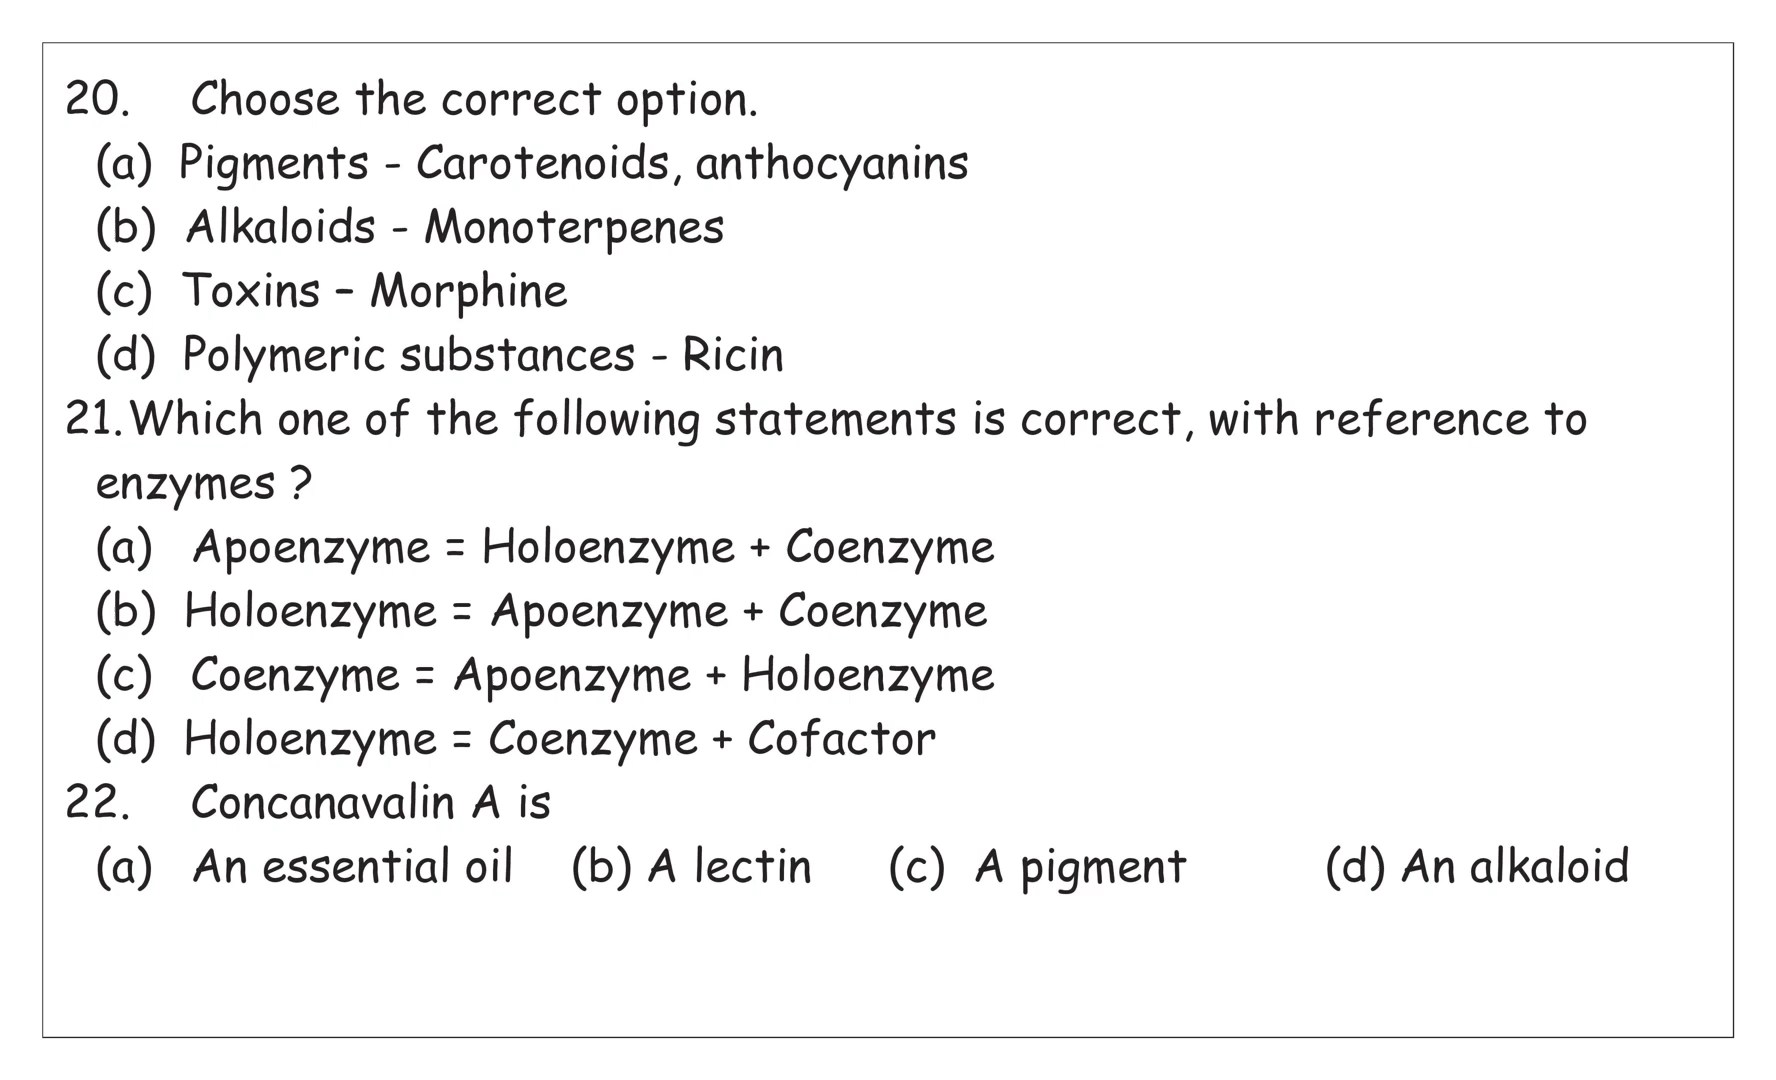 20. Choose the correct option.
(a) Pigments - Carotenoids, anthocyanins
(b) Alkaloids - Monoterpenes
(c) Toxins – Morphine
(d) Polymeric substances - Ricin
21. Which one of the following statements is correct, with reference to
enzymes ?
(a) Apoenzyme = Holoenzyme + Coenzyme
(b) Holoenzyme = Apoenzyme + Coenzyme
(c) Coenzyme = Apoenzyme + Holoenzyme
(d) Holoenzyme = Coenzyme + Cofactor
22. Concanavalin A is
(a) An essential oil (b) A lectin (c) A pigment (d) An alkaloid